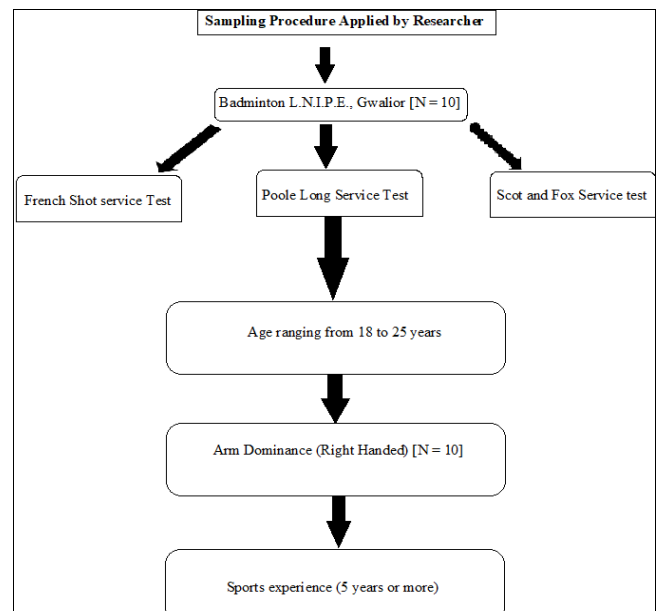 Sampling Procedure Applied by Researcher
Badminton L.N.I.P.E., Gwalior [N = 10]
French Shot service Test
Poole Long Service Test
Scot and Fox Service test
Age ranging from 18 to 25 years
Arm Dominance (Right Handed) [N = 10]
Sports experience (5 years or more)